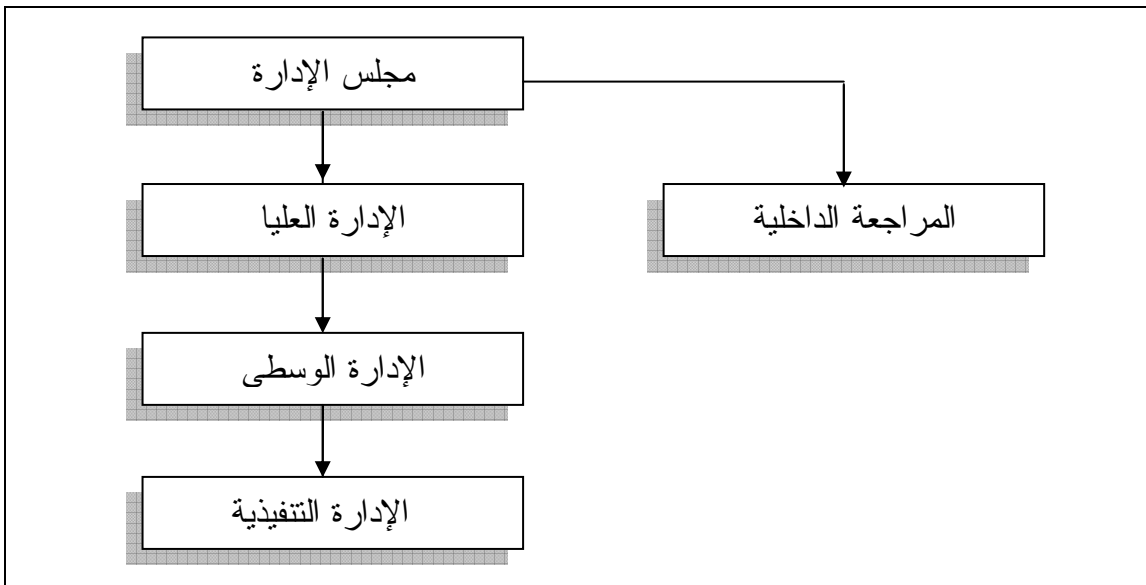 مجلس الإدارة
المراجعة الداخلية
الإدارة العليا
الإدارة الوسطى
الإدارة التنفيذية